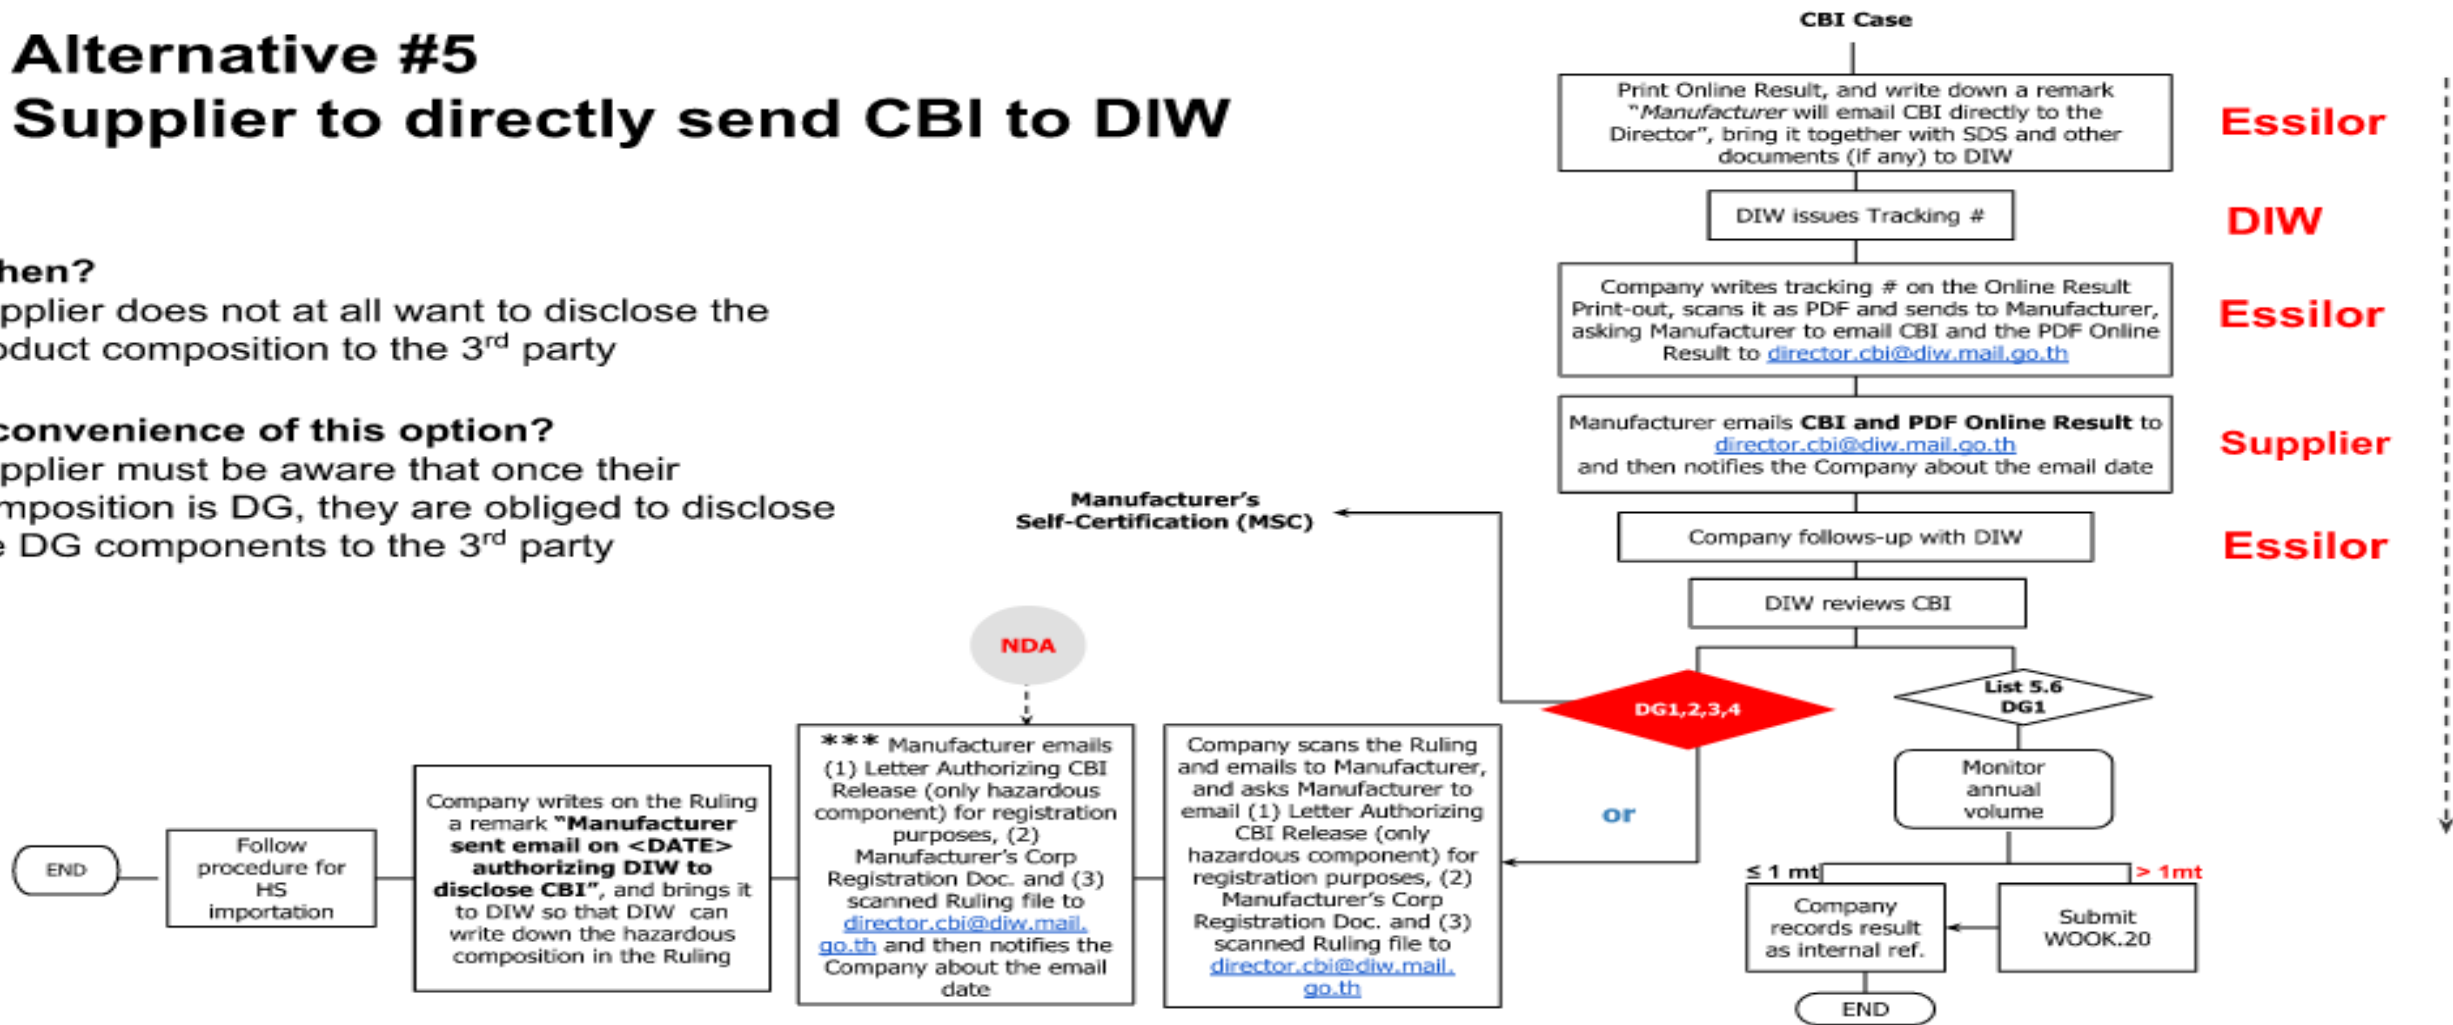 Alternative #5
Supplier to directly send CBI to DIW
hen?
pplier does not at all want to disclose the
oduct composition to the 3rd party
convenience of this option?
pplier must be aware that once their
mposition is DG, they are obliged to disclose
e DG components to the 3rd party
CBI Case
Print Online Result, and write down a remark
"Manufacturer will email CBI directly to the
Director", bring it together with SDS and other
documents (if any) to DIW
Essilor
DIW issues Tracking #
DIW
Company writes tracking # on the Online Result
Print-out, scans it as PDF and sends to Manufacturer,
asking Manufacturer to email CBI and the PDF Online
Result to director.cbi@diw.mail.go.th
Essilor
Manufacturer emails CBI and PDF Online Result to
director.cbi@diw.mail.go.th
and then notifies the Company about the email date
Supplier
Company follows-up with DIW
Essilor
DIW reviews CBI
Manufacturer's
Self-Certification (MSC)
DG1,2,3,4
List 5.6
DG1
Monitor
annual
volume
≤ 1 mt
> 1mt
Company
records result
as internal ref.
Submit
WOOK.20
END
or
Company scans the Ruling
and emails to Manufacturer,
and asks Manufacturer to
email (1) Letter Authorizing
CBI Release (only
hazardous component) for
registration purposes, (2)
Manufacturer's Corp
Registration Doc. and (3)
scanned Ruling file to
director.cbi@diw.mail.
go.th
NDA
*** Manufacturer emails
(1) Letter Authorizing CBI
Release (only hazardous
component) for registration
purposes, (2)
Manufacturer's Corp
Registration Doc. and (3)
scanned Ruling file to
director.cbi@diw.mail.
go.th and then notifies the
Company about the email
date
Company writes on the Ruling
a remark "Manufacturer
sent email on <DATE>
authorizing DIW to
disclose CBI", and brings it
to DIW so that DIW can
write down the hazardous
composition in the Ruling
Follow
procedure for
HS
importation
END